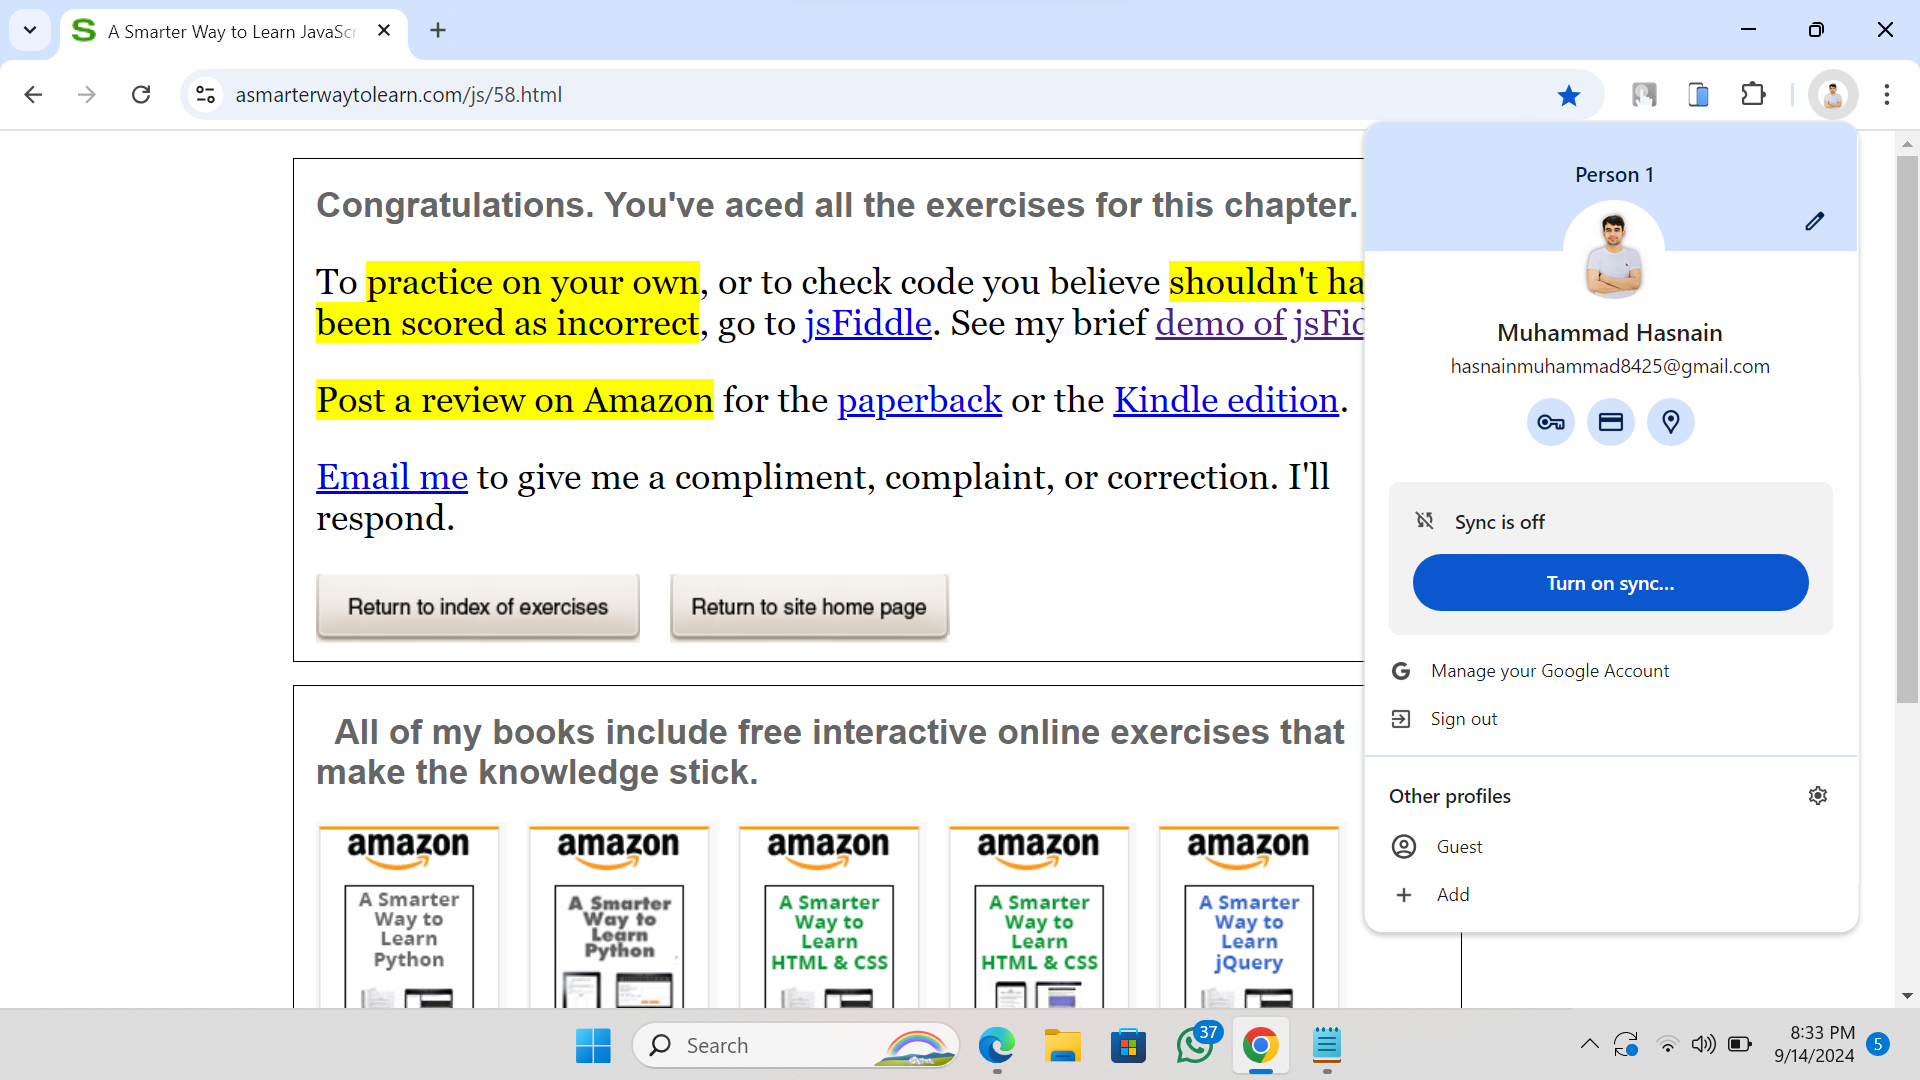 A Smarter Way to Learn JavaScr
asmarterwaytolearn.com/js/58.html
Congratulations. You've aced all the exercises for this chapter.
To practice on your own, or to check code you believe shouldn't ha
been scored as incorrect, go to jsFiddle. See my brief demo of jsFid
Post a review on Amazon for the paperback or the Kindle edition.
Email me to give me a compliment, complaint, or correction. I'll
respond.
Return to index of exercises
Return to site home page
All of my books include free interactive online exercises that
make the knowledge stick.
amazon
A Smarter
Way to
Learn
Python
amazon
A Smarter
Way to
Learn
Python
amazon
A Smarter
Way to
Learn
HTML & CSS
amazon
A Smarter
Way to
Learn
HTML & CSS
amazon
A Smarter
Way to
Learn
jQuery
Person 1
Muhammad Hasnain
hasnainmuhammad8425@gmail.com
Sync is off
Turn on sync...
Manage your Google Account
Sign out
Other profiles
Guest
Add
Search
37
8:33 PM
9/14/2024
5